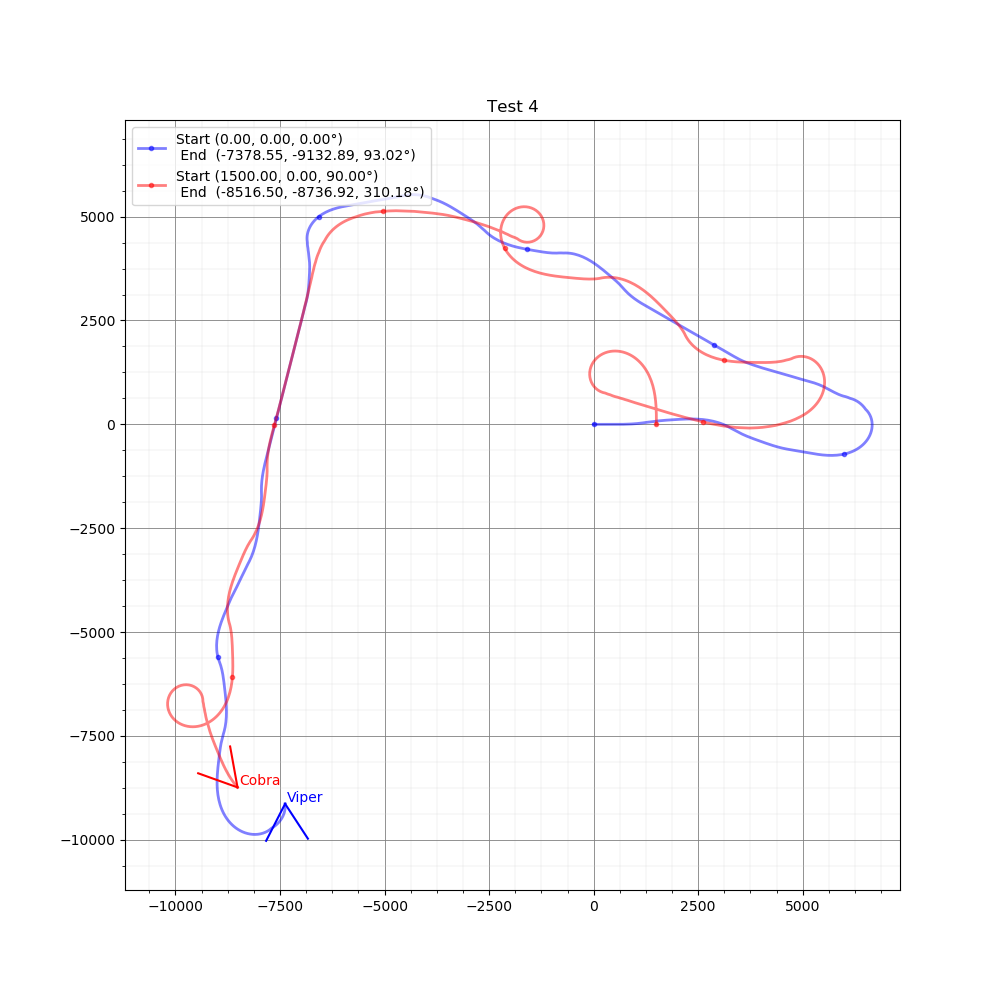 Test 4
Start (0.00, 0.00, 0.00°)
End (-7378.55, -9132.89, 93.02°)
Start (1500.00, 0.00, 90.00°)
End (-8516.50, -8736.92, 310.18°)
5000
2500
0
−2500
−5000
−7500
−10000
Cobra
Viper
−10000 −7500 −5000 −2500 0 2500 5000